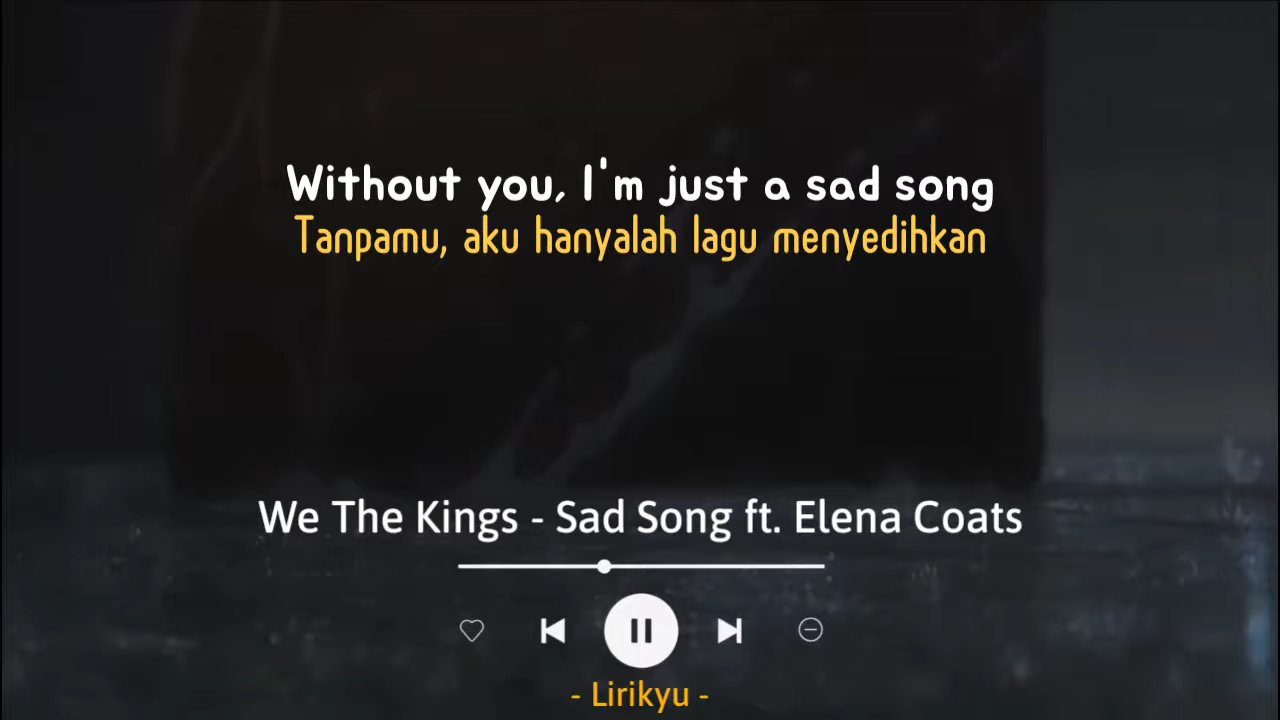 Without you, I'm just a sad song
Tanpamu, aku hanyalah lagu menyedihkan
We The Kings - Sad Song ft. Elena Coats
- Lirikyu -